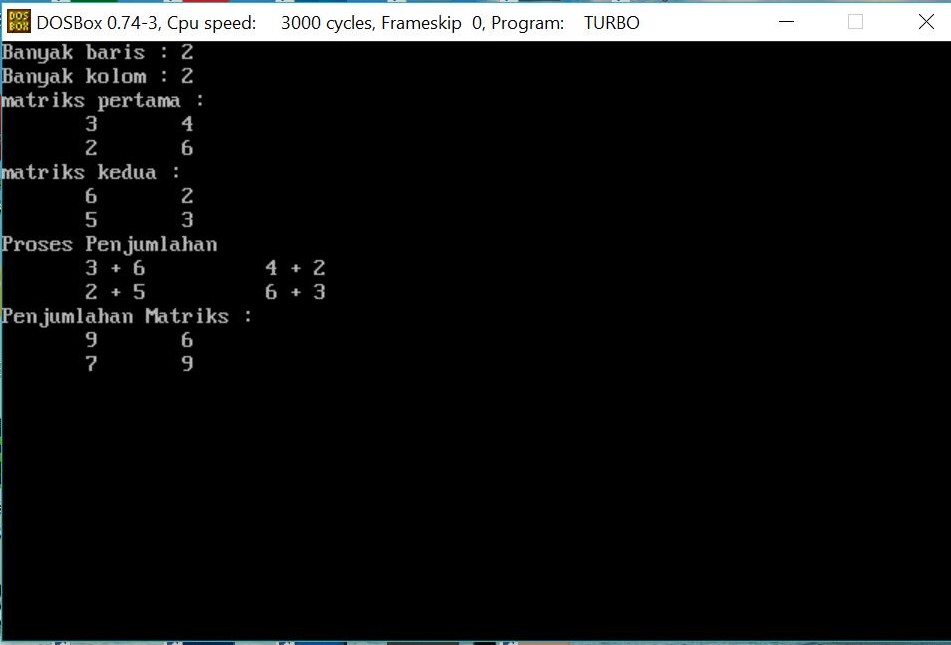 DOS BOX
DOSBox 0.74-3, Cpu speed: 3000 cycles, Frameskip 0, Program: TURBO
Banyak baris : 2
Banyak kolom : 2
matriks pertama :
3 4
2 6
matriks kedua :
6 2
5 3
Proses Penjumlahan
3 + 6 4 + 2
2 + 5 6 + 3
Penjumlahan Matriks :
9 6
7 9